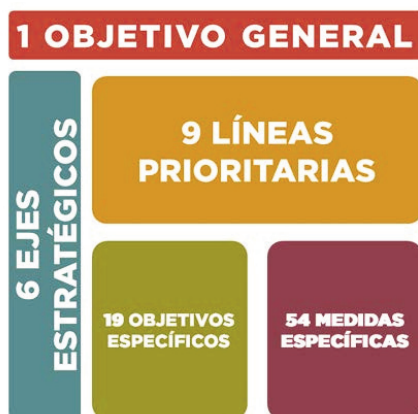 1 OBJETIVO GENERAL
6 EJES
ESTRATÉGICOS
9 LÍNEAS
PRIORITARIAS
19 OBJETIVOS
ESPECÍFICOS
54 MEDIDAS
ESPECÍFICAS